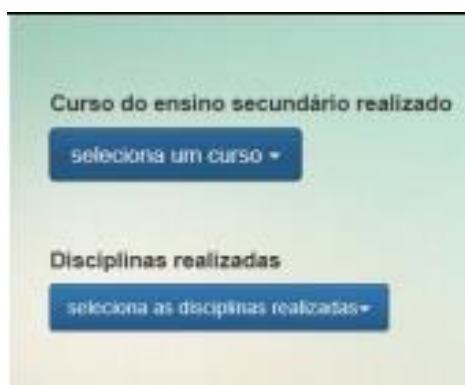 Curso do ensino secundário realizado
seleciona um curso
Disciplinas realizadas
seleciona as disciplinas realizadas